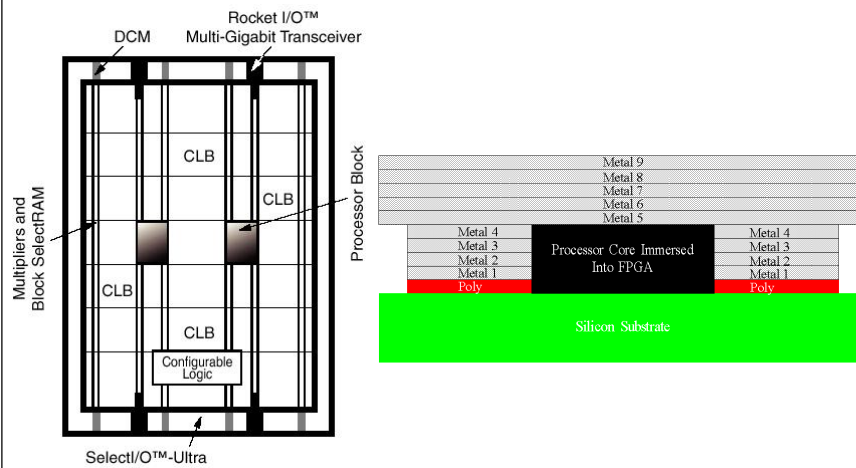 Rocket I/O™
DCM
Multi-Gigabit Transceiver
CLB
CLB
CLB
CLB
Configurable
Logic
Multipliers and
Block SelectRAM
Processor Block
SelectI/O™-Ultra
Metal 9
Metal 8
Metal 7
Metal 6
Metal 5
Metal 4
Metal 3
Metal 2
Metal 1
Poly
Processor Core Immersed
Into FPGA
Metal 4
Metal 3
Metal 2
Metal 1
Poly
Silicon Substrate